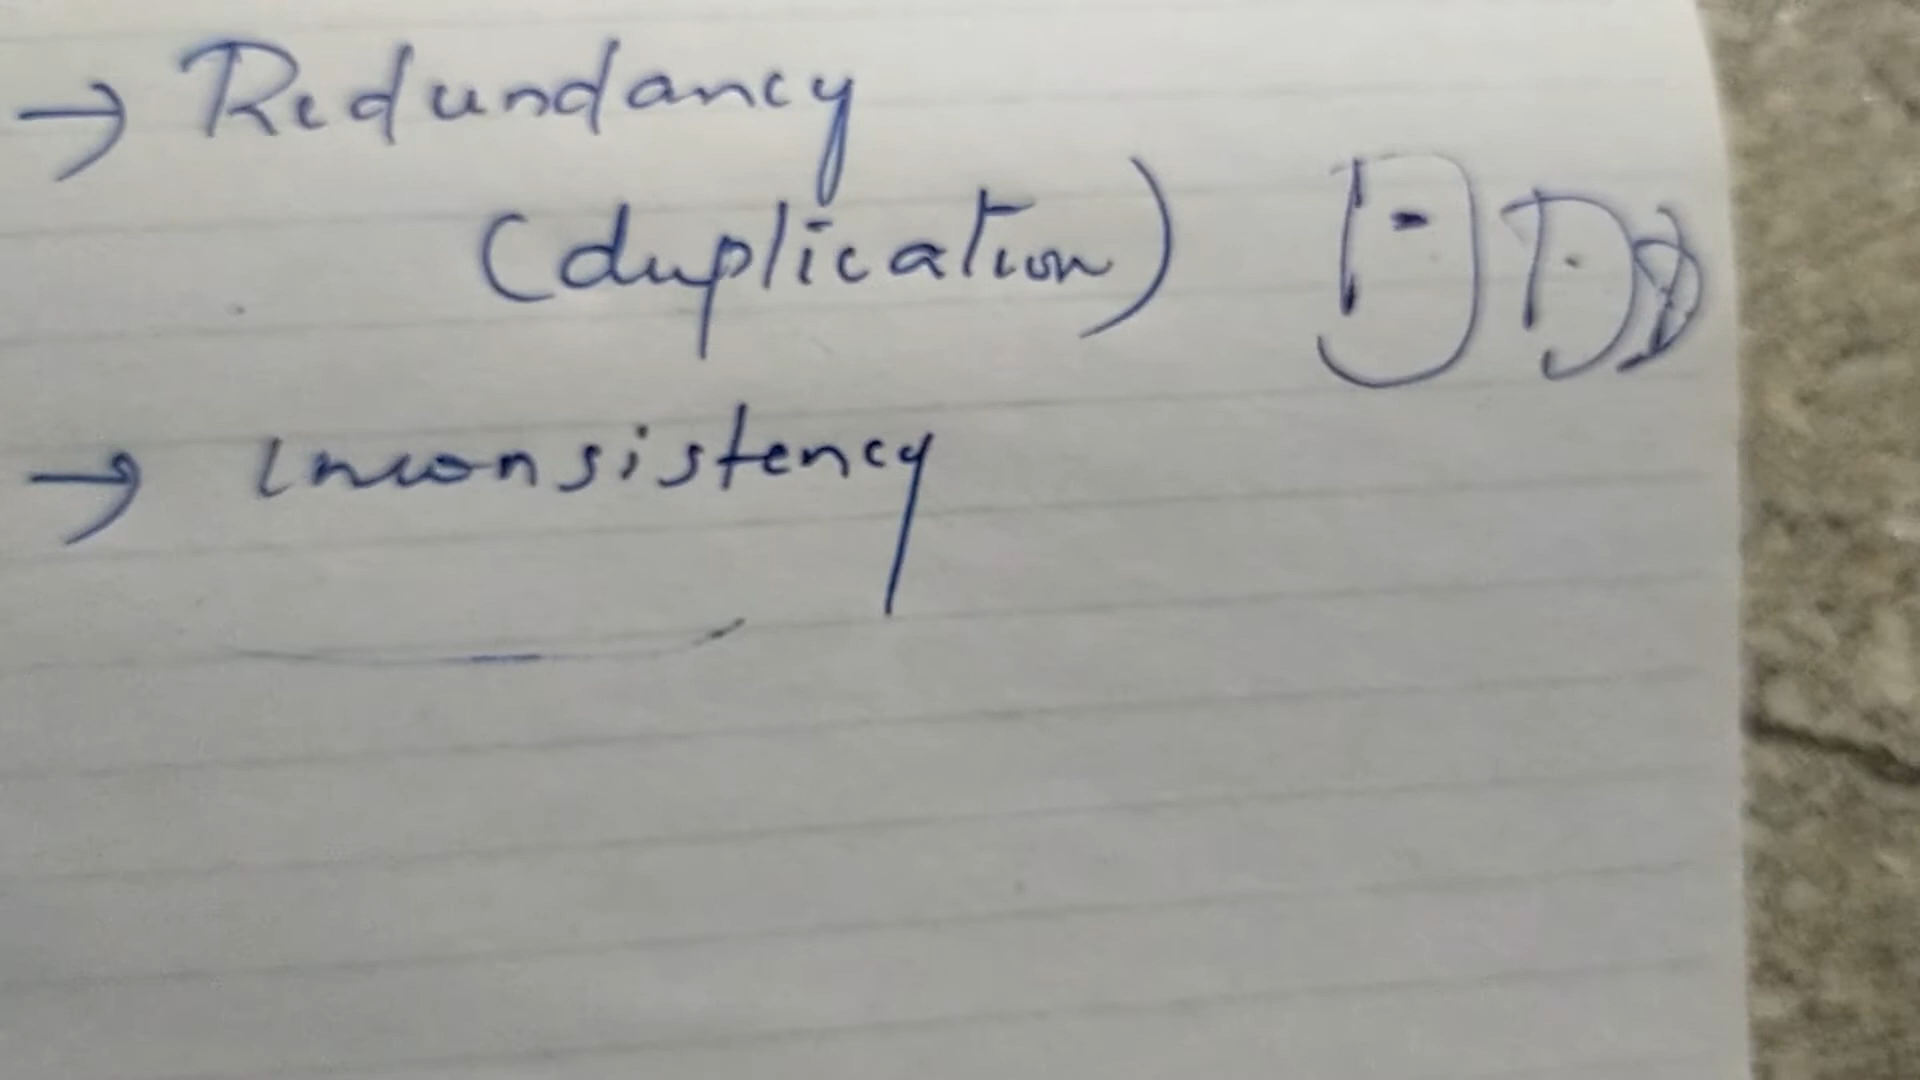 → Redundancy
(duplication)
→ Inconsistency